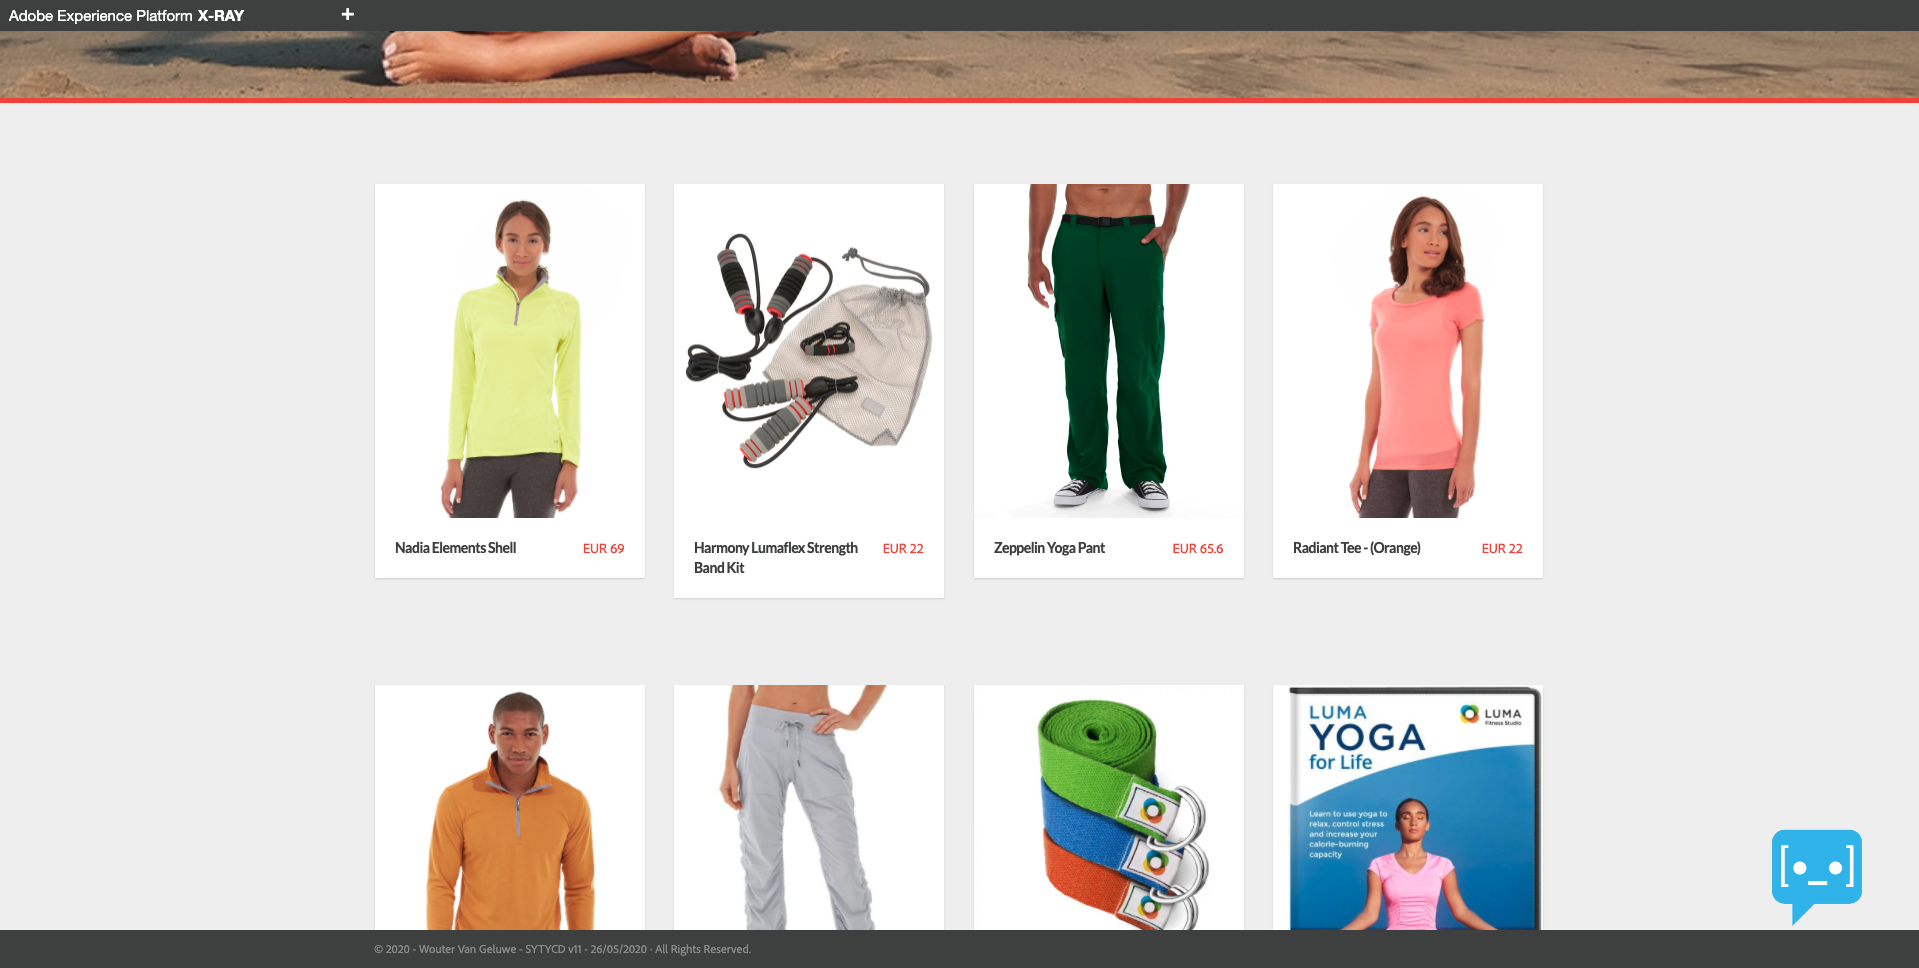 Adobe Experience Platform X-RAY
Nadia Elements Shell
EUR 69
Harmony Lumaflex Strength
Band Kit
EUR 22
Zeppelin Yoga Pant
EUR 65.6
Radiant Tee - (Orange)
EUR 22
LUMA
YOGA
for Life
LUMA
Fitness Studio
Learn to use yoga to
relax, control stress
and increase your
calorie-burning
capacity
© 2020 - Wouter Van Geluwe - SYTYCD v11 - 26/05/2020 · All Rights Reserved.